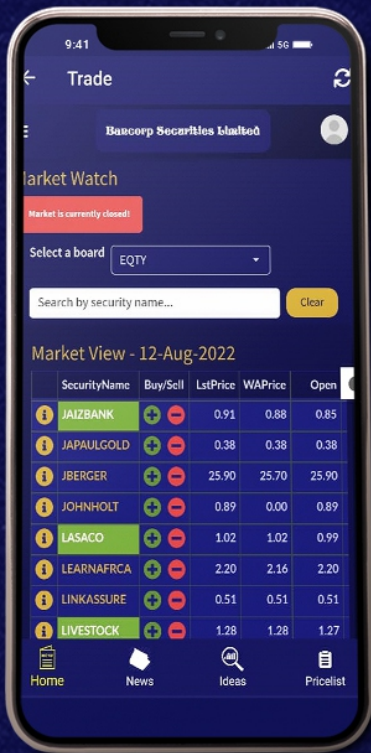 9:41
5G
Trade
Bancorp Securities Limited
Market Watch
Market is currently closed!
Select a board EQTY
Search by security name... Clear
Market View - 12-Aug-2022
SecurityName Buy/Sell LstPrice WAPrice Open
JAIZBANK 0.91 0.88 0.85
JAPAULGOLD 0.38 0.38 0.38
JBERGER 25.90 25.70 25.90
JOHNHOLT 0.89 0.00 0.89
LASACO 1.02 1.02 0.99
LEARNAFRCA 2.20 2.16 2.20
LINKASSURE 0.51 0.51 0.51
LIVESTOCK 1.28 1.28 1.27
Home News Ideas Pricelist